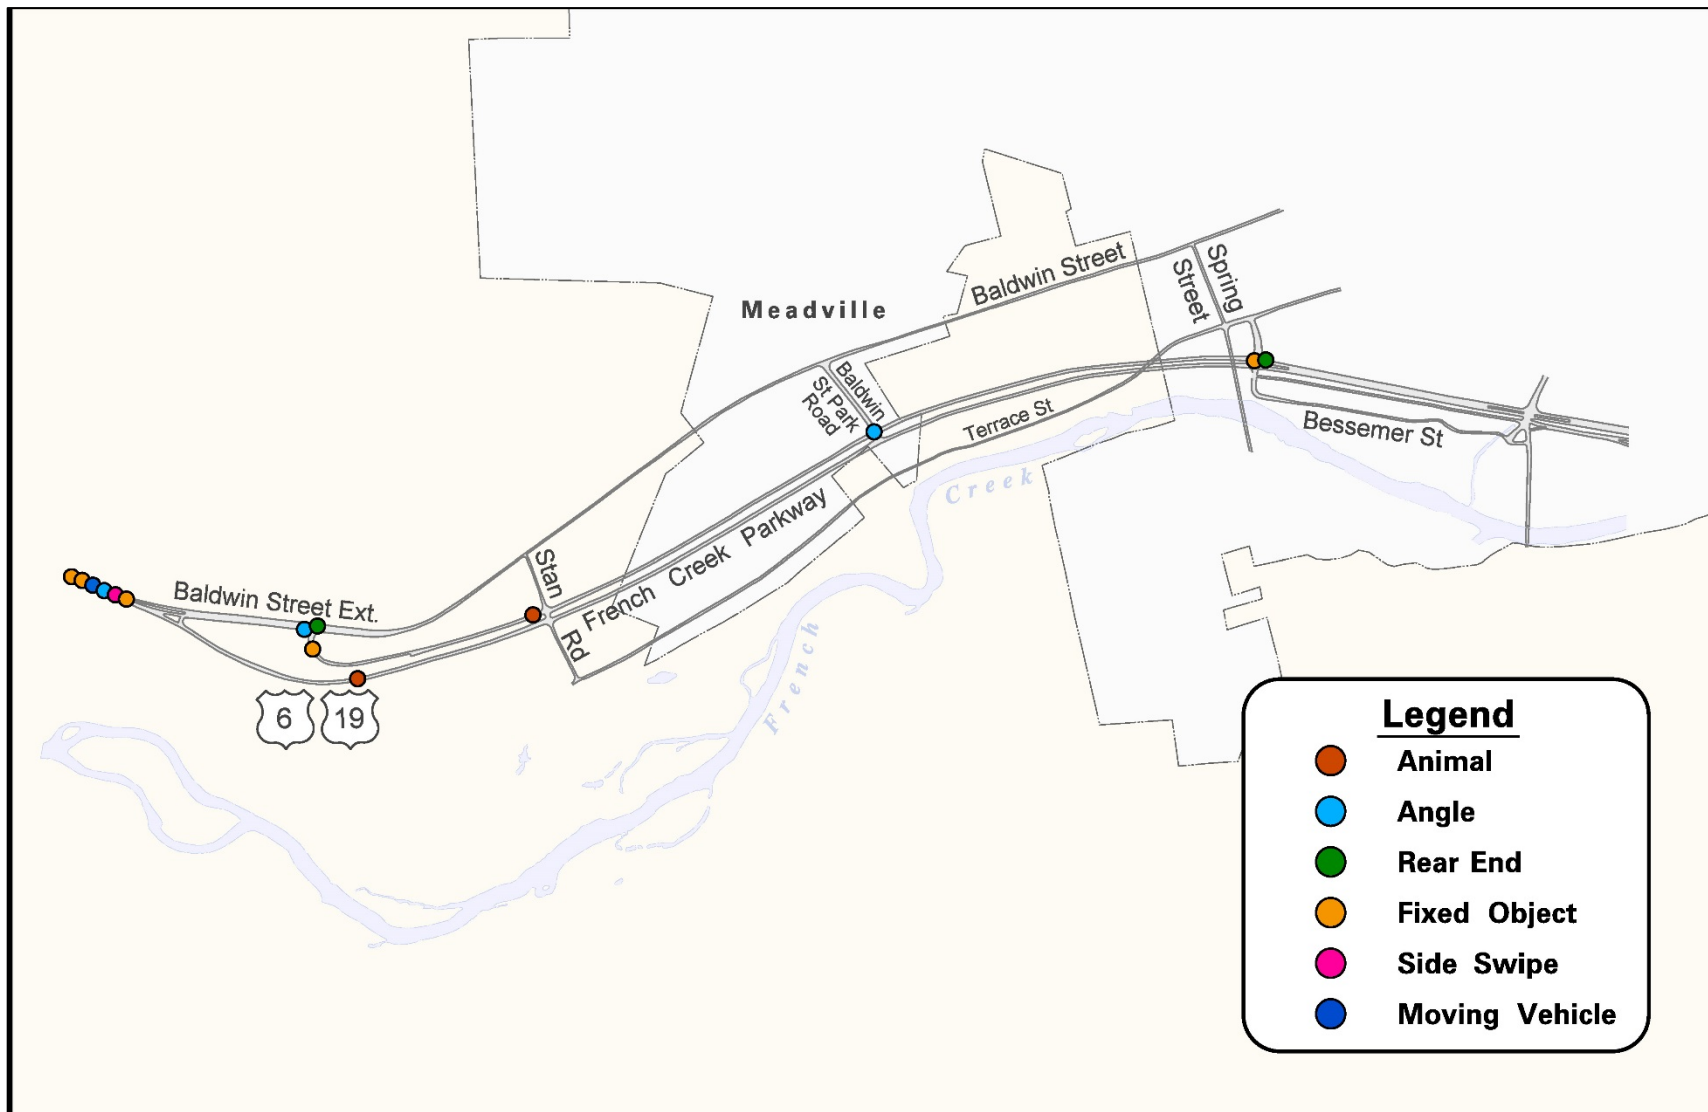 Meadville
Baldwin Street
Spring
Street
Baldwin
St Park
Road
Terrace St
Bessemer St
Creek
French Creek Parkway
Stan
Rd
Baldwin Street Ext.
French
6
19
Legend
Animal
Angle
Rear End
Fixed Object
Side Swipe
Moving Vehicle